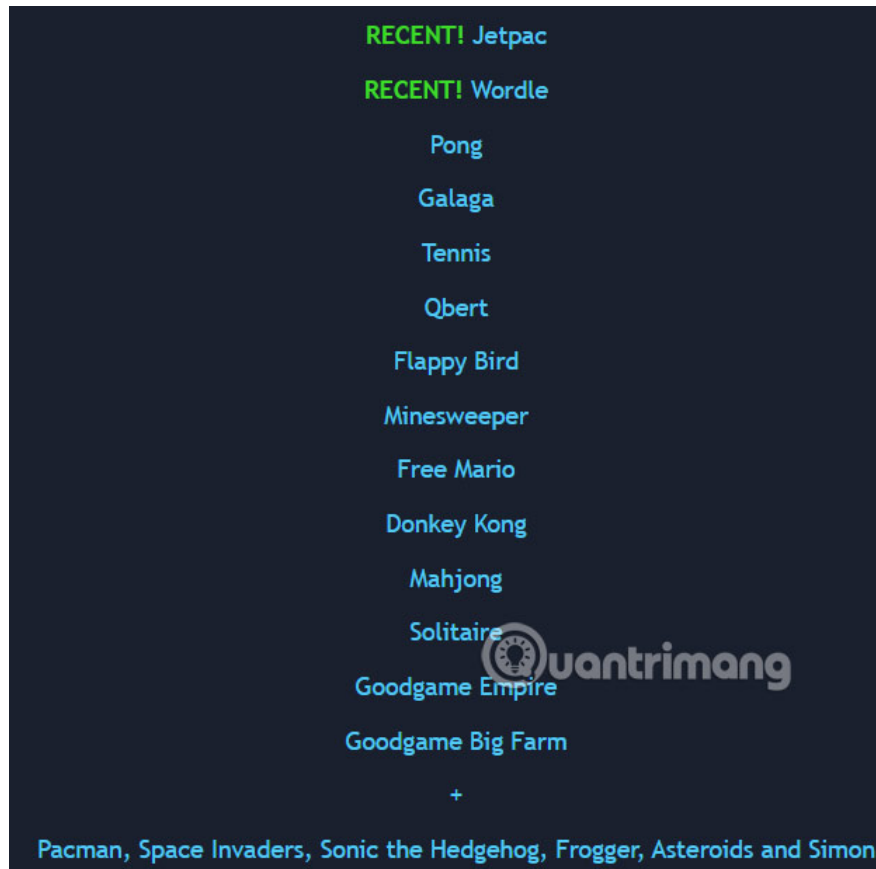 RECENT! Jetpac
RECENT! Wordle
Pong
Galaga
Tennis
Qbert
Flappy Bird
Minesweeper
Free Mario
Donkey Kong
Mahjong
Solitaire
Quantrimang
Goodgame Empire
Goodgame Big Farm
+
Pacman, Space Invaders, Sonic the Hedgehog, Frogger, Asteroids and Simon